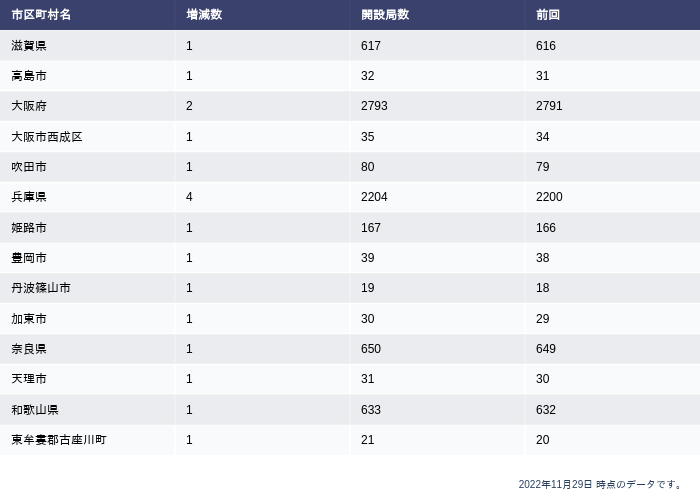 市区町村名 増減数 開設局数 前回
滋賀県 1 617 616
高島市 1 32 31
大阪府 2 2793 2791
大阪市西成区 1 35 34
吹田市 1 80 79
兵庫県 4 2204 2200
姫路市 1 167 166
豊岡市 1 39 38
丹波篠山市 1 19 18
加東市 1 30 29
奈良県 1 650 649
天理市 1 31 30
和歌山県 1 633 632
東牟婁郡古座川町 1 21 20
2022年11月29日 時点のデータです。